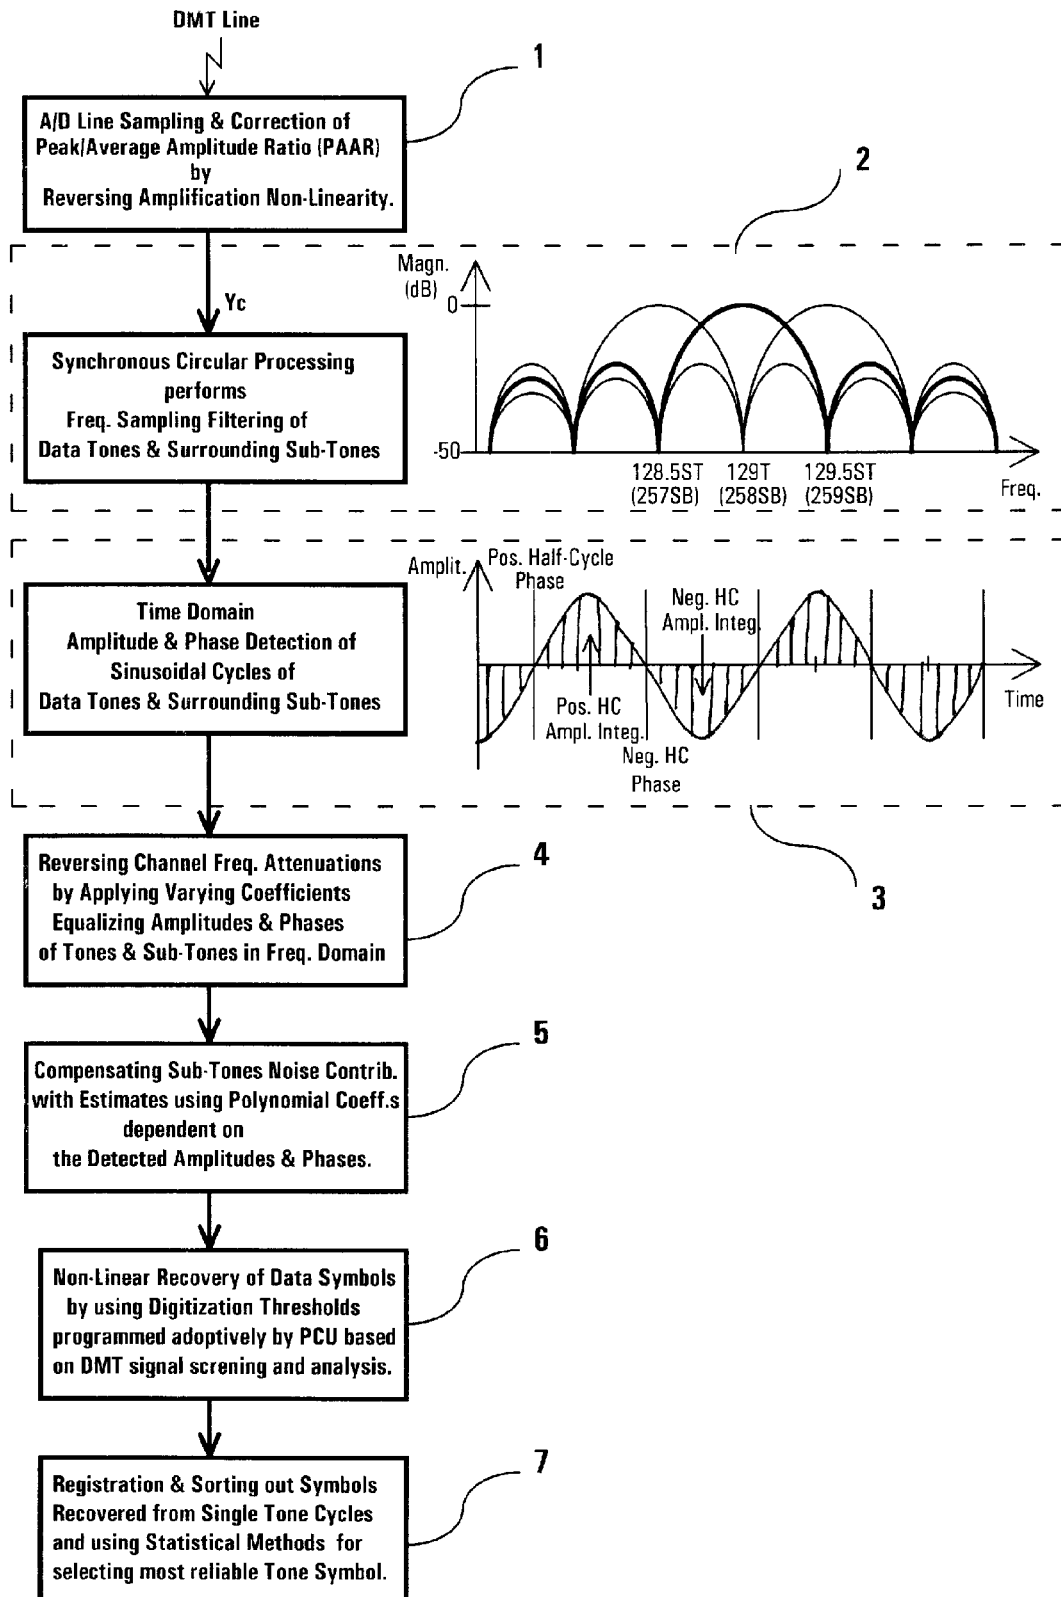 DMT Line
1
A/D Line Sampling & Correction of
Peak/Average Amplitude Ratio (PAAR)
by
Reversing Amplification Non-Linearity.
2
Yc
Magn.
(dB)
0
-50
128.5ST 129T 129.5ST
(257SB) (258SB) (259SB)
Freq.
Synchronous Circular Processing
performs
Freq. Sampling Filtering of
Data Tones & Surrounding Sub-Tones
Amplit.
Pos. Half-Cycle
Phase
Neg. HC
Ampl. Integ.
Pos. HC
Ampl. Integ.
Neg. HC
Phase
Time
Time Domain
Amplitude & Phase Detection of
Sinusoidal Cycles of
Data Tones & Surrounding Sub-Tones
3
4
Reversing Channel Freq. Attenuations
by Applying Varying Coefficients
Equalizing Amplitudes & Phases
of Tones & Sub-Tones in Freq. Domain
5
Compensating Sub-Tones Noise Contrib.
with Estimates using Polynomial Coeff.s
dependent on
the Detected Amplitudes & Phases.
6
Non-Linear Recovery of Data Symbols
by using Digitization Thresholds
programmed adoptively by PCU based
on DMT signal screning and analysis.
7
Registration & Sorting out Symbols
Recovered from Single Tone Cycles
and using Statistical Methods for
selecting most reliable Tone Symbol.